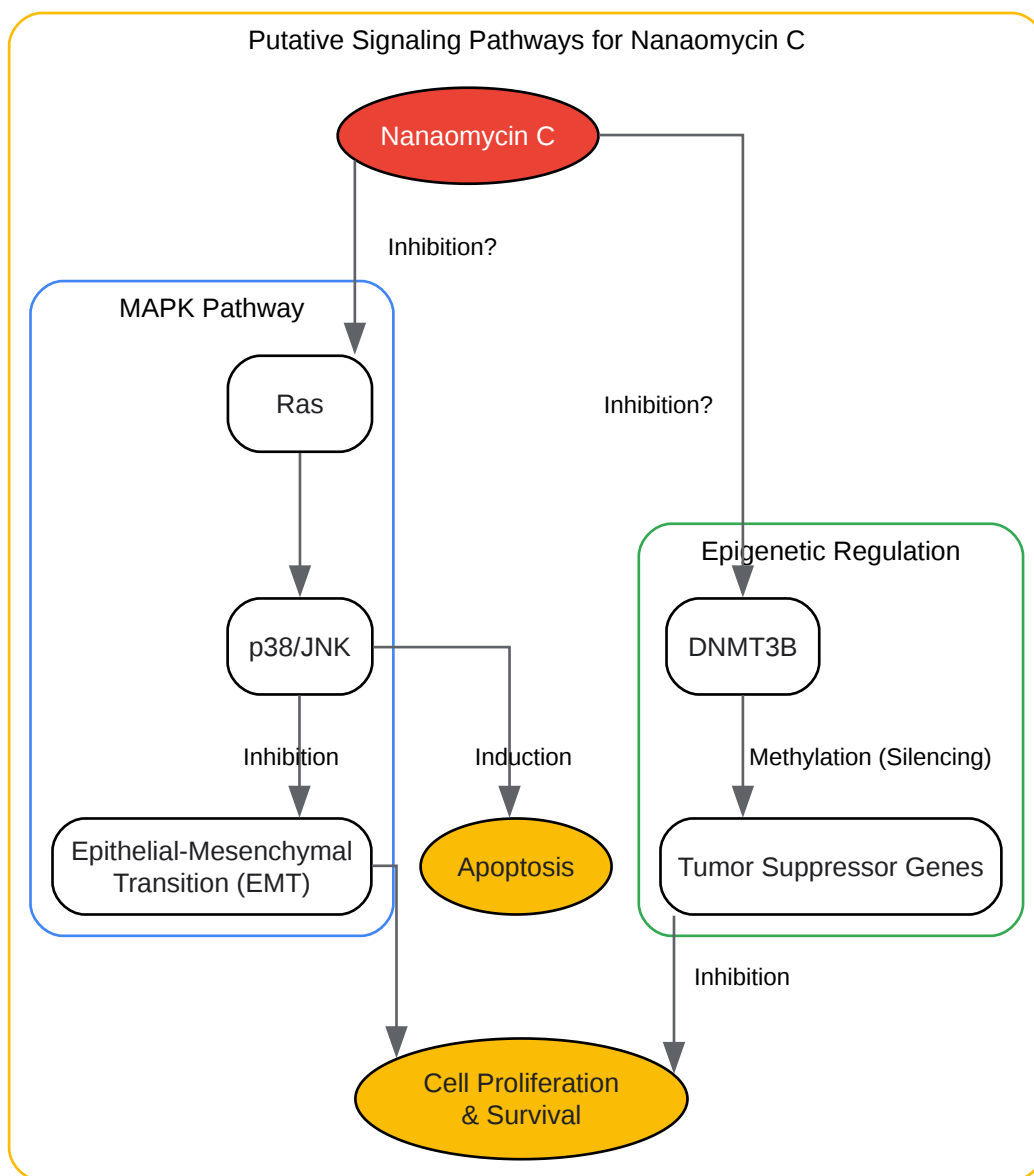 Putative Signaling Pathways for Nanaomycin C
Nanaomycin C
Inhibition?
MAPK Pathway
Ras
Inhibition?
Epigenetic Regulation
p38/JNK
DNMT3B
Inhibition
Induction
Methylation (Silencing)
Epithelial-Mesenchymal
Transition (EMT)
Apoptosis
Tumor Suppressor Genes
Inhibition
Cell Proliferation
& Survival